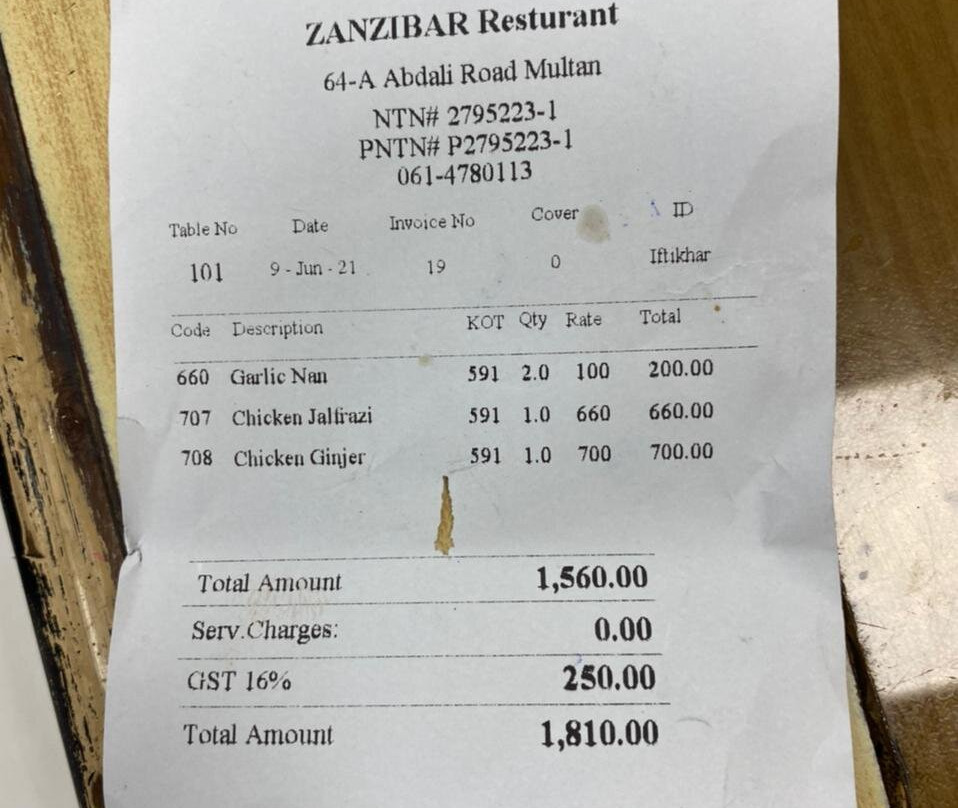 ZANZIBAR Resturant
64-A Abdali Road Multan
NTN# 2795223-1
PNTN# P2795223-1
061-4780113
Table No Date Invoice No Cover ID
101 9 - Jun - 21 19 0 Iftikhar
Code Description KOT Qty Rate Total
660 Garlic Nan 591 2.0 100 200.00
707 Chicken Jalfrazi 591 1.0 660 660.00
708 Chicken Ginjer 591 1.0 700 700.00
Total Amount 1,560.00
Serv.Charges: 0.00
GST 16% 250.00
Total Amount 1,810.00